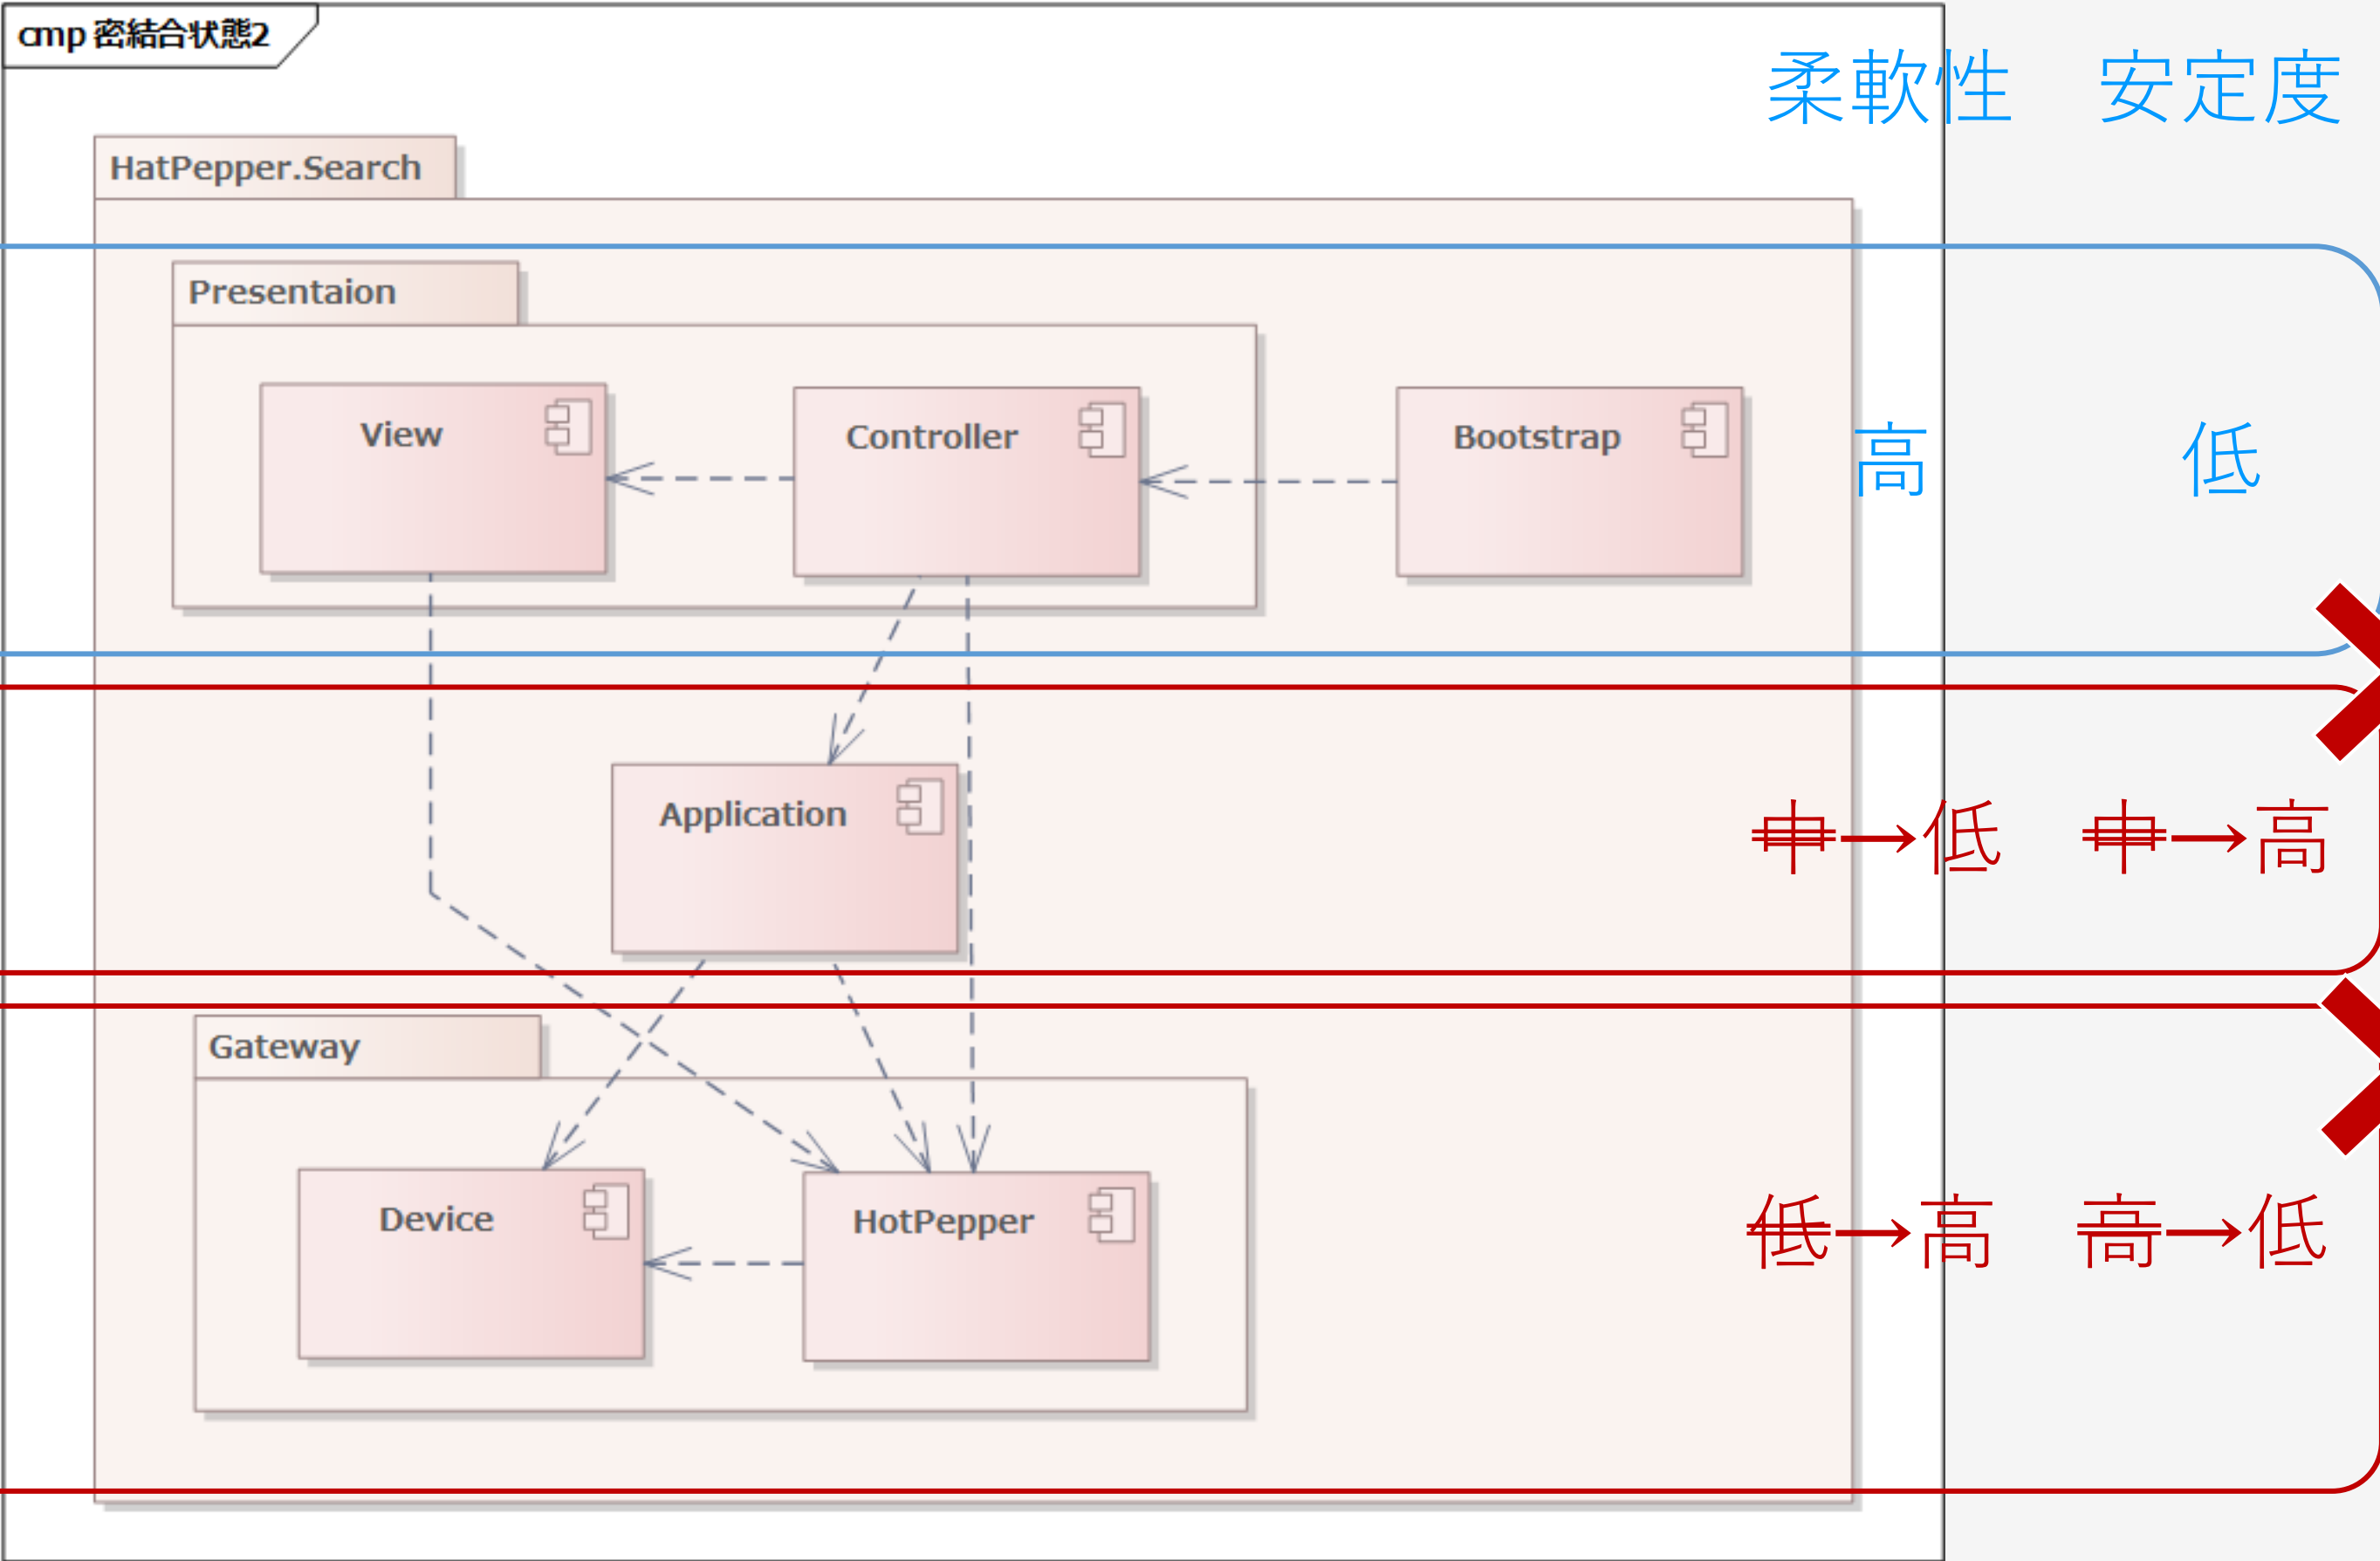 cmp 密結合状態2
柔軟性 安定度
HatPepper.Search
Presentaion
View
Controller
Bootstrap
高 低
Application
中→低 中→高
Gateway
Device
HotPepper
低→高 高→低